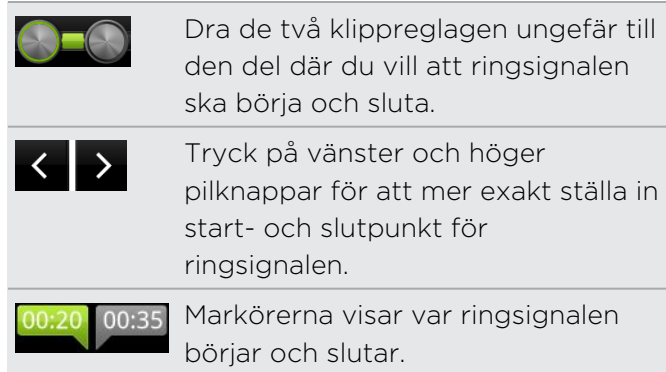 Dra de två klippreglagen ungefär till
den del där du vill att ringsignalen
ska börja och sluta.
Tryck på vänster och höger
pilknappar för att mer exakt ställa in
start- och slutpunkt för
ringsignalen.
00:20 00:35
Markörerna visar var ringsignalen
börjar och slutar.